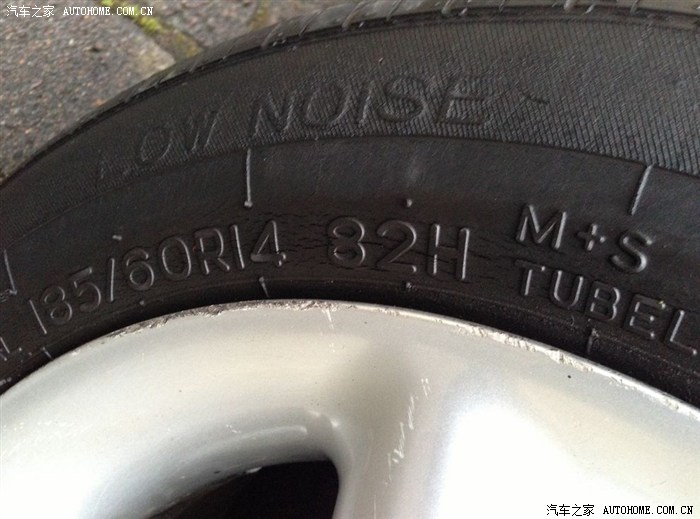 汽车之家 AUTOHOME.COM.CN
LOW NOISE
185/60R14 82H M+S
TUBEL
汽车之家 AUTOHOME.COM.CN